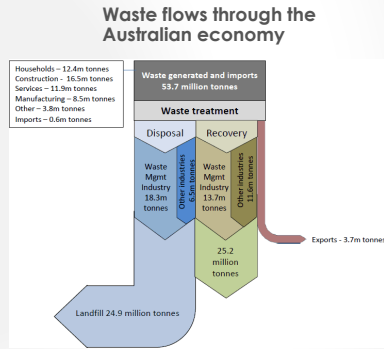 Waste flows through the
Australian economy
Households – 12.4m tonnes
Construction - 16.5m tonnes
Services – 11.9m tonnes
Manufacturing – 8.5m tonnes
Other – 3.8m tonnes
Imports – 0.6m tonnes
Waste generated and imports
53.7 million tonnes
Waste treatment
Disposal
Recovery
Waste
Mgmt
Industry
18.3m
tonnes
Other industries
6.5m tonnes
Waste
Mgmt
Industry
13.7m
tonnes
Other industries
11.6m tonnes
Exports - 3.7m tonnes
25.2
million
tonnes
Landfill 24.9 million tonnes